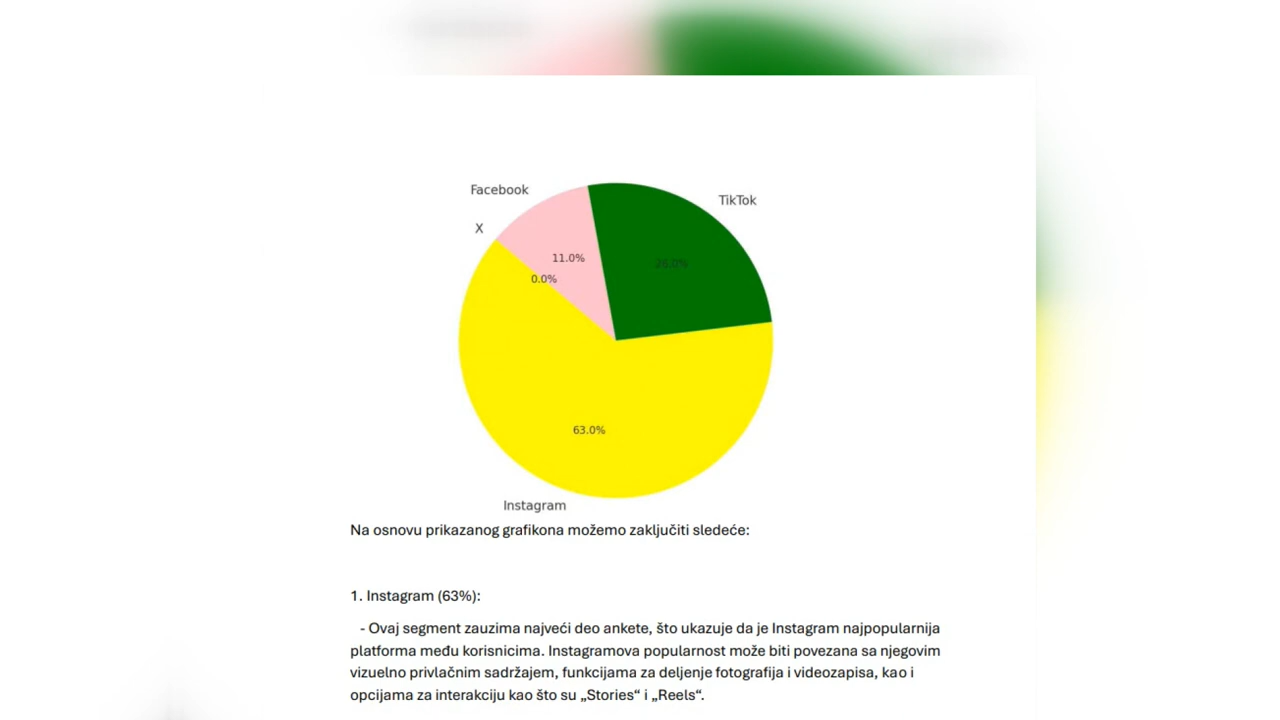 Facebook
TikTok
X
11.0%
26.0%
0.0%
63.0%
Instagram
Na osnovu prikazanog grafikona možemo zaključiti sledeće:
1. Instagram (63%):
- Ovaj segment zauzima najveći deo ankete, što ukazuje da je Instagram najpopularnija
platforma među korisnicima. Instagramova popularnost može biti povezana sa njegovim
vizuelno privlačnim sadržajem, funkcijama za deljenje fotografija i videozapisa, kao i
opcijama za interakciju kao što su „Stories“ i „Reels“.